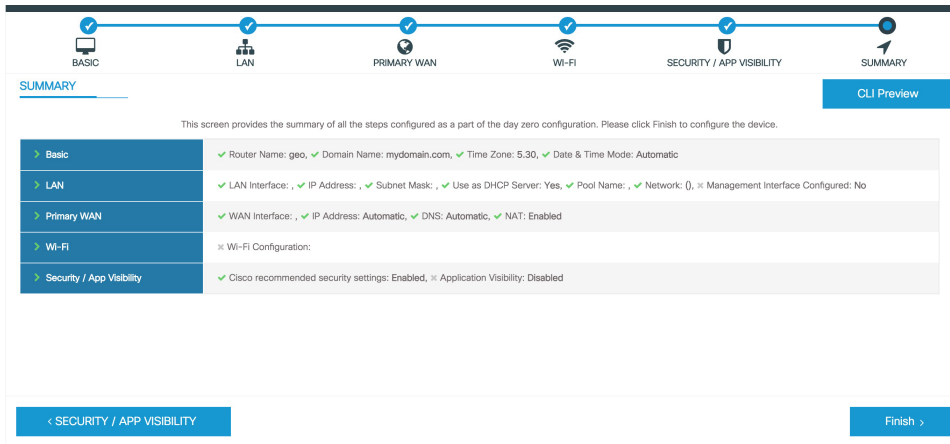 BASIC
LAN
PRIMARY WAN
WI-FI
SECURITY / APP VISIBILITY
SUMMARY
SUMMARY
CLI Preview
This screen provides the summary of all the steps configured as a part of the day zero configuration. Please click Finish to configure the device.
> Basic
✔ Router Name: geo, ✔ Domain Name: mydomain.com, ✔ Time Zone: 5.30, ✔ Date & Time Mode: Automatic
> LAN
✔ LAN Interface: , ✔ IP Address: , ✔ Subnet Mask: , ✔ Use as DHCP Server: Yes, ✔ Pool Name: , ✔ Network: (), ✖ Management Interface Configured: No
> Primary WAN
✔ WAN Interface: , ✔ IP Address: Automatic, ✔ DNS: Automatic, ✔ NAT: Enabled
> Wi-Fi
✖ Wi-Fi Configuration:
> Security / App Visibility
✔ Cisco recommended security settings: Enabled, ✖ Application Visibility: Disabled
< SECURITY / APP VISIBILITY
Finish >